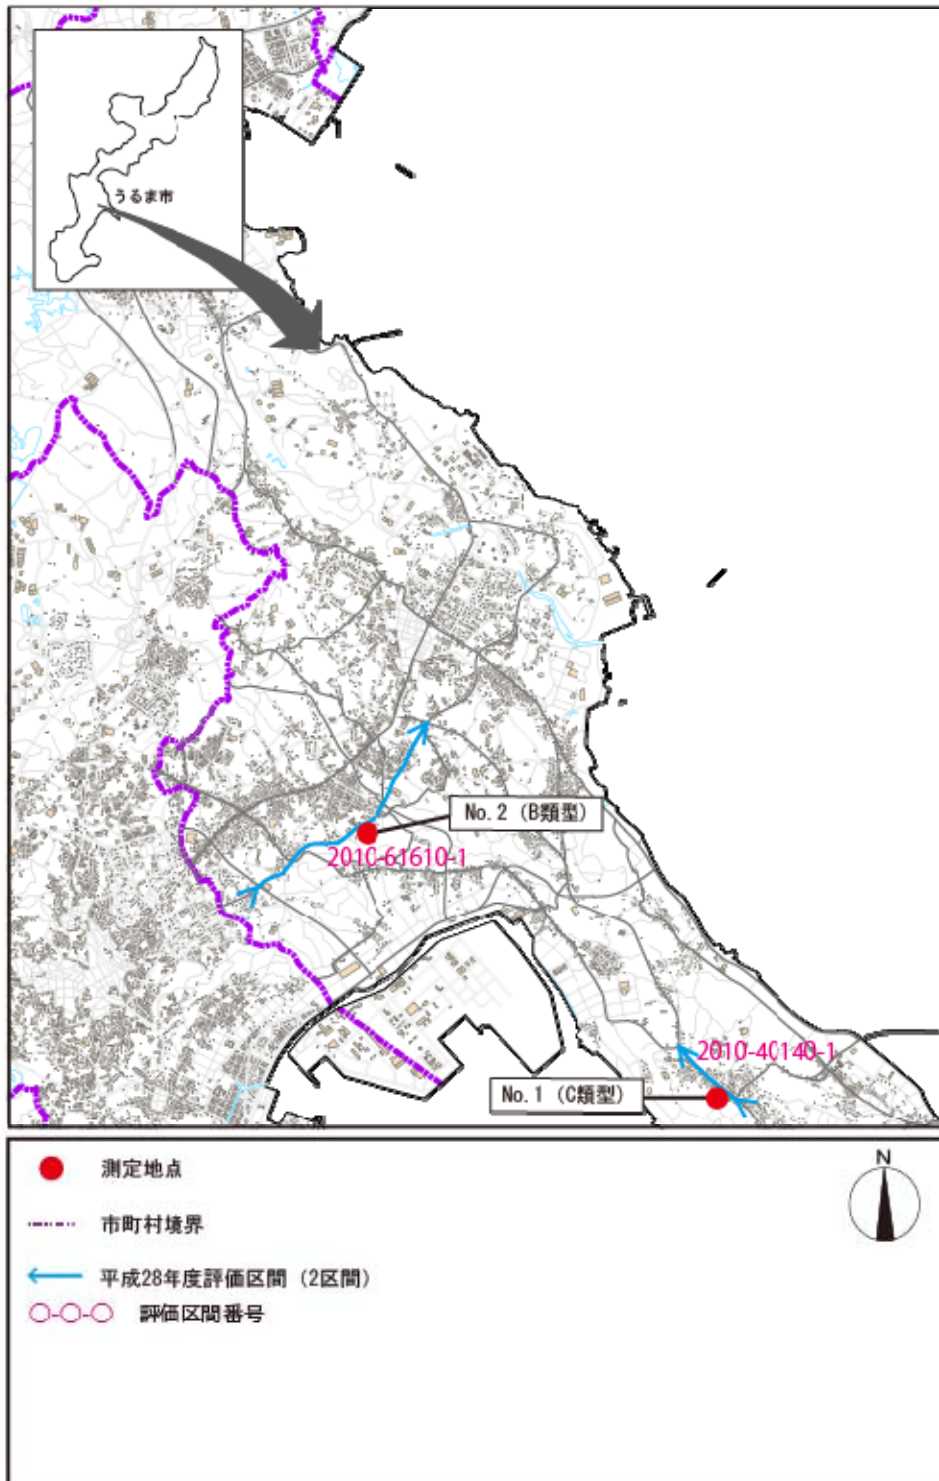 うるま市
No.2 (B類型)
2010-61610-1
2010-40140-1
No.1 (C類型)
測定地点
N
市町村境界
平成28年度評価区間 (2区間)
○-○-○ 評価区間番号